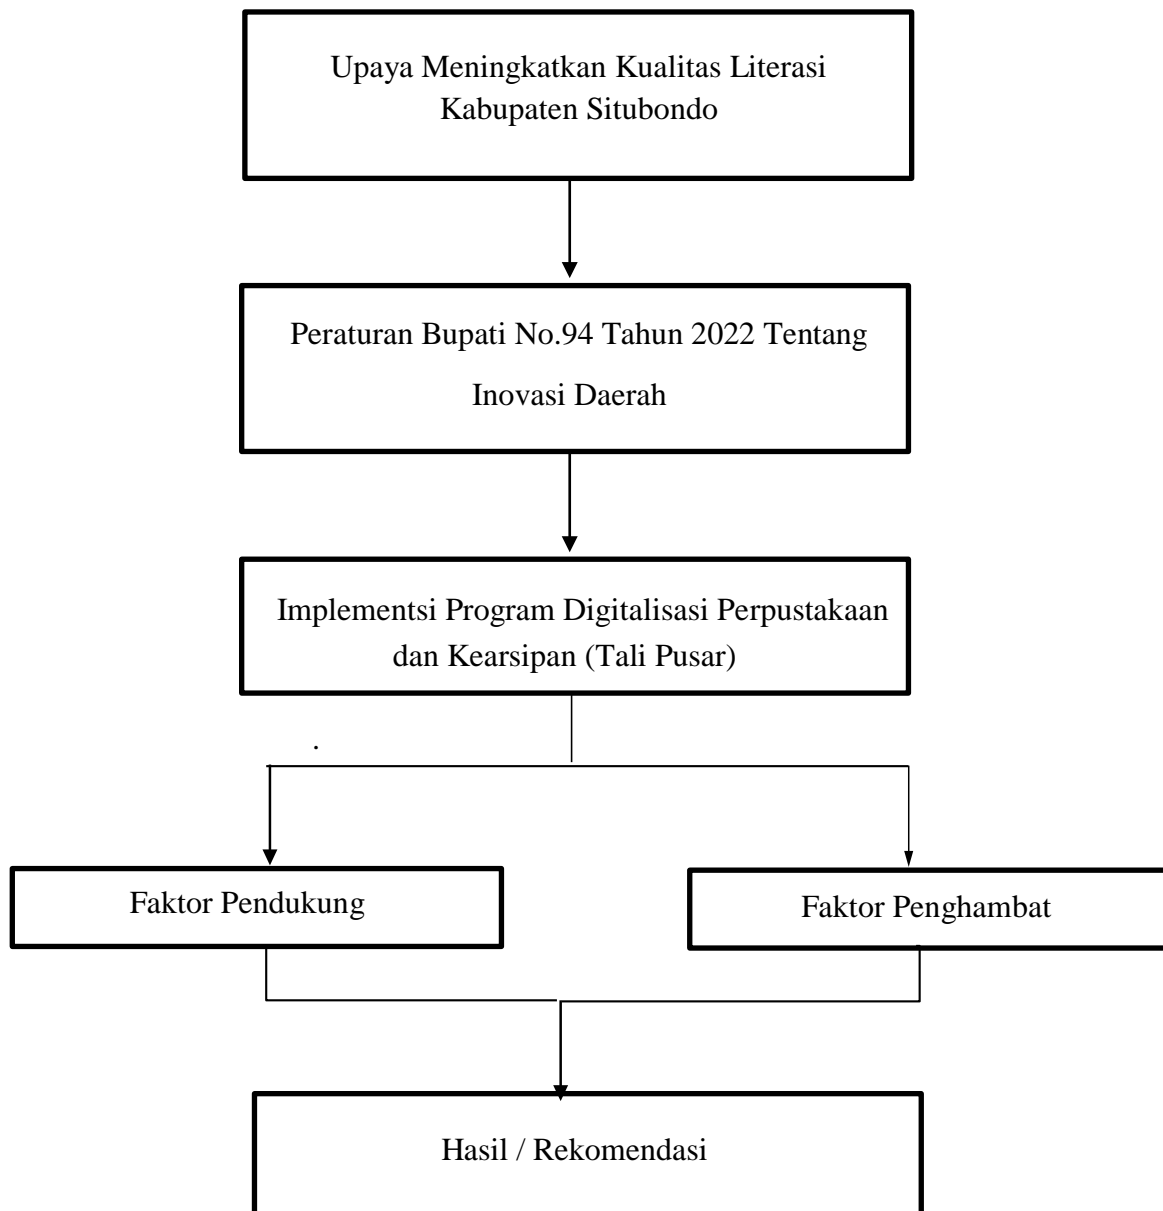 Upaya Meningkatkan Kualitas Literasi
Kabupaten Situbondo
Peraturan Bupati No.94 Tahun 2022 Tentang
Inovasi Daerah
Implementsi Program Digitalisasi Perpustakaan
dan Kearsipan (Tali Pusar)
.
Faktor Pendukung
Faktor Penghambat
Hasil / Rekomendasi